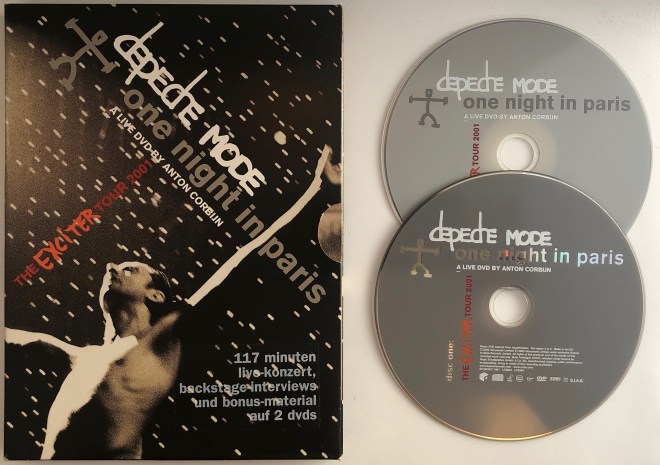 depeche MODE
one night in paris
A LIVE DVD BY ANTON CORBIJN
THE EXCITER TOUR 2001
117 minuten
live-konzert,
backstage-interviews
und bonus-material
auf 2 dvds
depeche MODE
one night in paris
A LIVE DVD BY ANTON CORBIJN
TOUR 2001
depeche MODE
one night in paris
A LIVE DVD BY ANTON CORBIJN
disc one:
THE EXCITER TOUR 2001